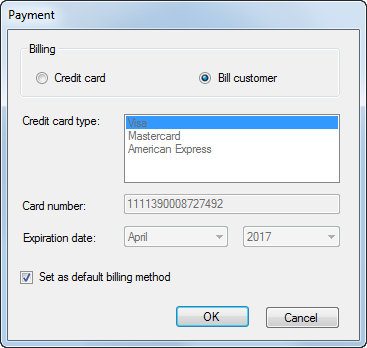 Payment
Billing
Credit card
Bill customer
Credit card type:
Visa
Mastercard
American Express
Card number:
1111390008727492
Expiration date:
April
2017
Set as default billing method
OK
Cancel